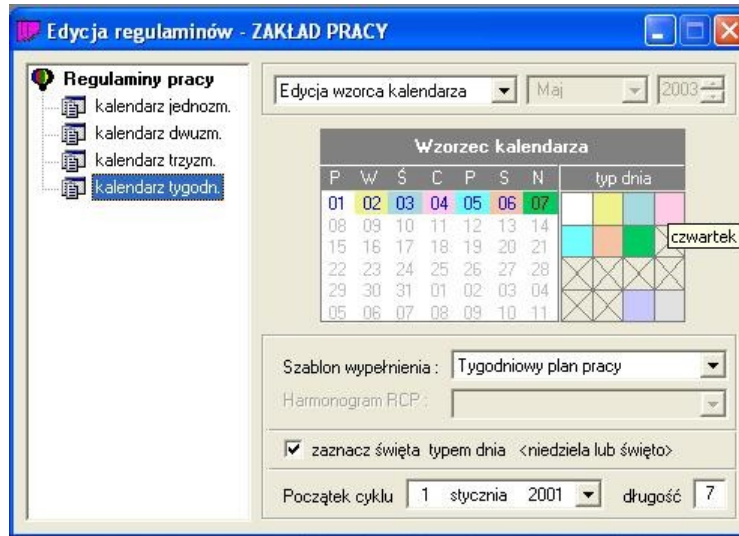 Edycja regulaminów - ZAKŁAD PRACY
Regulaminy pracy
kalendarz jednozm.
kalendarz dwuzm.
kalendarz trzyzm.
kalendarz tygodn.
Edycja wzorca kalendarza Maj 2003
Wzorzec kalendarza
P W Ś C P S N typ dnia
01 02 03 04 05 06 07
08 09 10 11 12 13 14
czwartek
15 16 17 18 19 20 21
22 23 24 25 26 27 28
29 30 31 01 02 03 04
05 06 07 08 09 10 11
Szablon wypełnienia : Tygodniowy plan pracy
Harmonogram RCP :
zaznacz święta typem dnia <niedziela lub święto>
Początek cyklu 1 stycznia 2001 długość 7